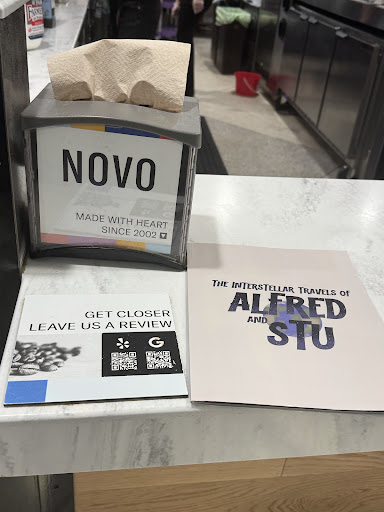 NOVO
MADE WITH HEART
SINCE 2002
GET CLOSER
LEAVE US A REVIEW
G
THE INTERSTELLAR TRAVELS OF
ALFRED
AND
STU